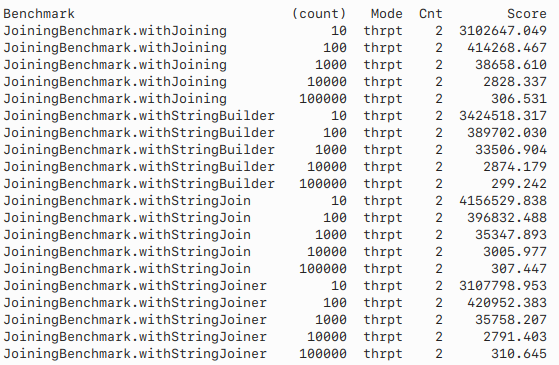 Benchmark (count) Mode Cnt Score
JoiningBenchmark.withJoining 10 thrpt 2 3102647.049
JoiningBenchmark.withJoining 100 thrpt 2 414268.467
JoiningBenchmark.withJoining 1000 thrpt 2 38658.610
JoiningBenchmark.withJoining 10000 thrpt 2 2828.337
JoiningBenchmark.withJoining 100000 thrpt 2 306.531
JoiningBenchmark.withStringBuilder 10 thrpt 2 3424518.317
JoiningBenchmark.withStringBuilder 100 thrpt 2 389702.030
JoiningBenchmark.withStringBuilder 1000 thrpt 2 33506.904
JoiningBenchmark.withStringBuilder 10000 thrpt 2 2874.179
JoiningBenchmark.withStringBuilder 100000 thrpt 2 299.242
JoiningBenchmark.withStringJoin 10 thrpt 2 4156529.838
JoiningBenchmark.withStringJoin 100 thrpt 2 396832.488
JoiningBenchmark.withStringJoin 1000 thrpt 2 35347.893
JoiningBenchmark.withStringJoin 10000 thrpt 2 3005.977
JoiningBenchmark.withStringJoin 100000 thrpt 2 307.447
JoiningBenchmark.withStringJoiner 10 thrpt 2 3107798.953
JoiningBenchmark.withStringJoiner 100 thrpt 2 420952.383
JoiningBenchmark.withStringJoiner 1000 thrpt 2 35758.207
JoiningBenchmark.withStringJoiner 10000 thrpt 2 2791.403
JoiningBenchmark.withStringJoiner 100000 thrpt 2 310.645